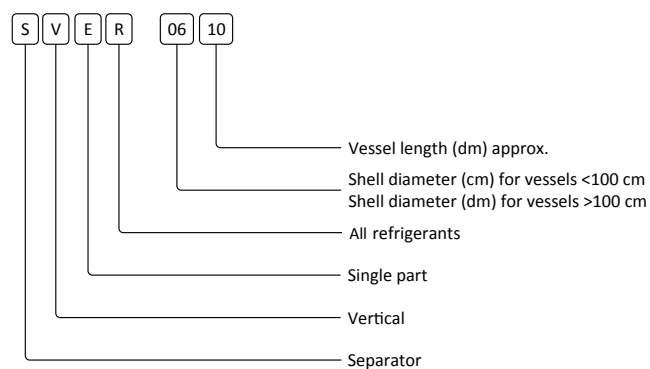 S V E R 06 10
Vessel length (dm) approx.
Shell diameter (cm) for vessels <100 cm
Shell diameter (dm) for vessels >100 cm
All refrigerants
Single part
Vertical
Separator